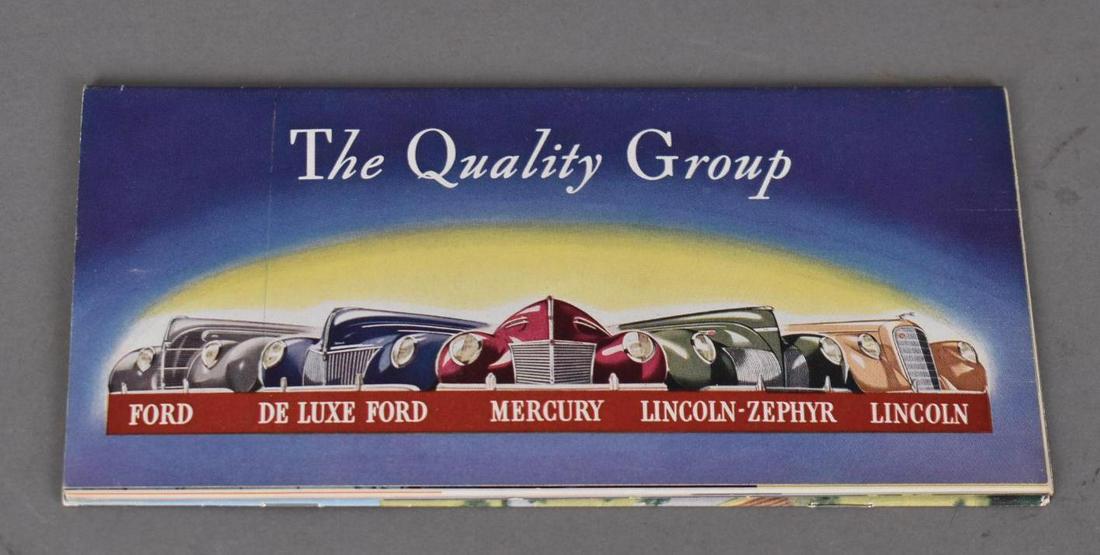 The Quality Group
FORD DE LUXE FORD MERCURY LINCOLN-ZEPHYR LINCOLN